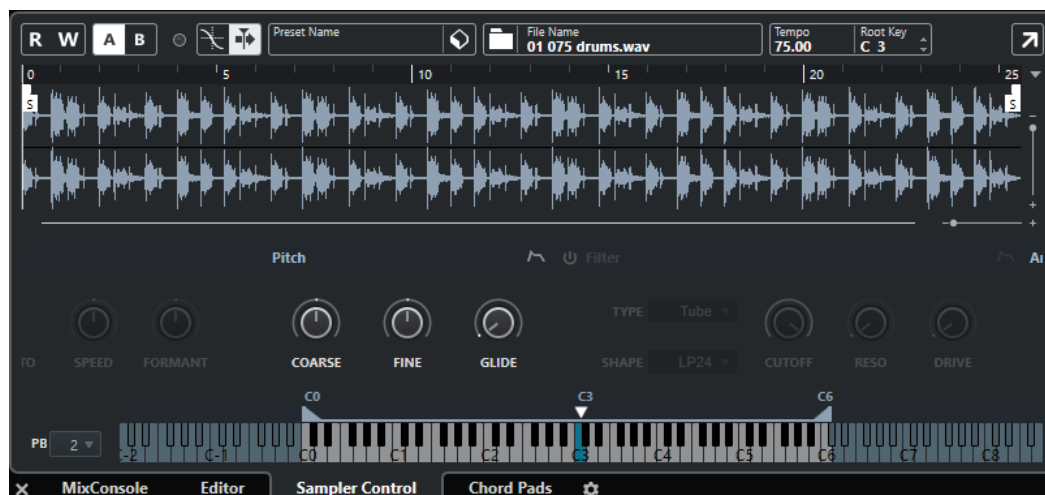 R W A B Preset Name File Name Tempo Root Key
01 075 drums.wav 75.00 C 3
0 5 10 15 20 25
S S
Pitch Filter
TYPE Tube
TO SPEED FORMANT COARSE FINE GLIDE SHAPE LP24 CUTOFF RESO DRIVE
C0 C3 C6
PB 2
C-1 C0 C1 C2 C3 C4 C5 C6 C7 C8
MixConsole Editor Sampler Control Chord Pads